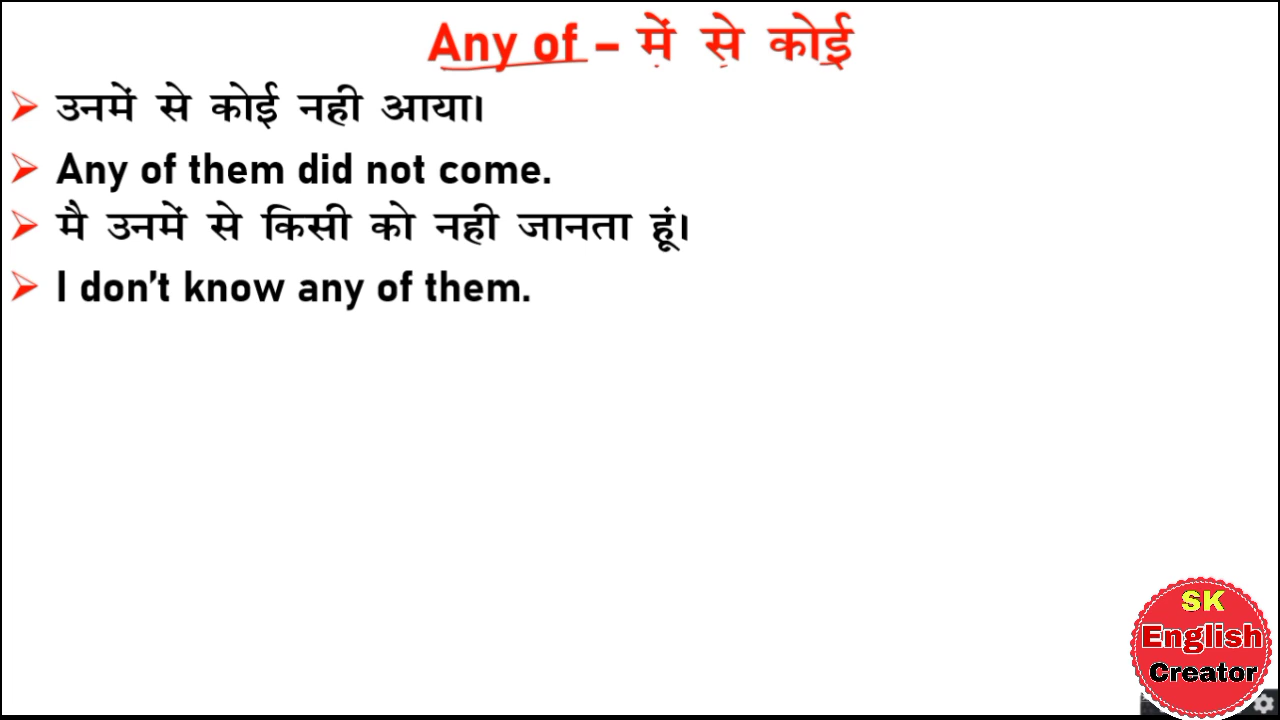 Any of – में से कोई
उनमें से कोई नही आया।
Any of them did not come.
मै उनमें से किसी को नही जानता हूं।
I don't know any of them.
SK
English
Creator